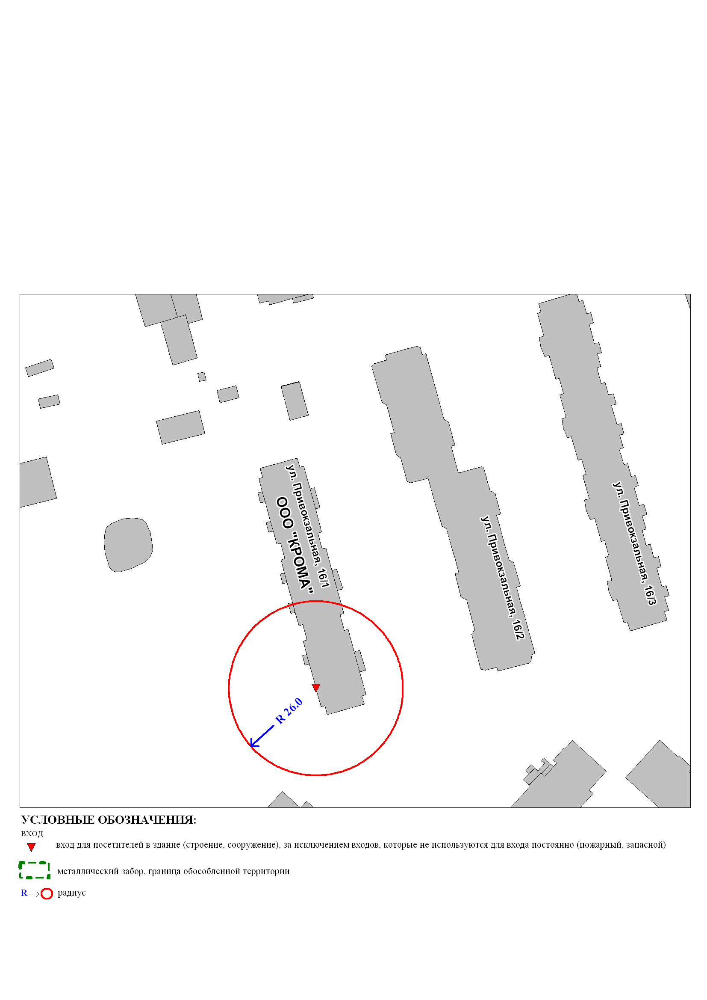 ул. Привокзальная, 16/1
ООО "КРОМА"
ул. Привокзальная, 16/2
ул. Привокзальная, 16/3
R 26.0
УСЛОВНЫЕ ОБОЗНАЧЕНИЯ:
ВХОД
вход для посетителей в здание (строение, сооружение), за исключением входов, которые не используются для входа постоянно (пожарный, запасной)
металлический забор, граница обособленной территории
R радиус